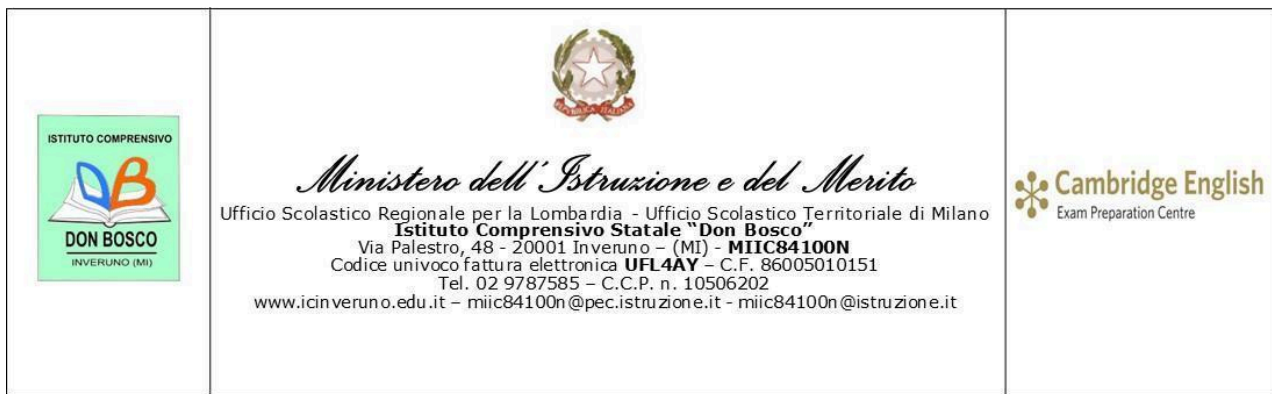 ISTITUTO COMPRENSIVO
DB
DON BOSCO
INVERUNO (MI)
REPVBBLICA ITALIANA
Ministero dell'Istruzione e del Merito
Ufficio Scolastico Regionale per la Lombardia - Ufficio Scolastico Territoriale di Milano
Istituto Comprensivo Statale “Don Bosco”
Via Palestro, 48 - 20001 Inveruno – (MI) - MIIC84100N
Codice univoco fattura elettronica UFL4AY – C.F. 86005010151
Tel. 02 9787585 – C.C.P. n. 10506202
www.icinveruno.edu.it – miic84100n@pec.istruzione.it - miic84100n@istruzione.it
Cambridge English
Exam Preparation Centre